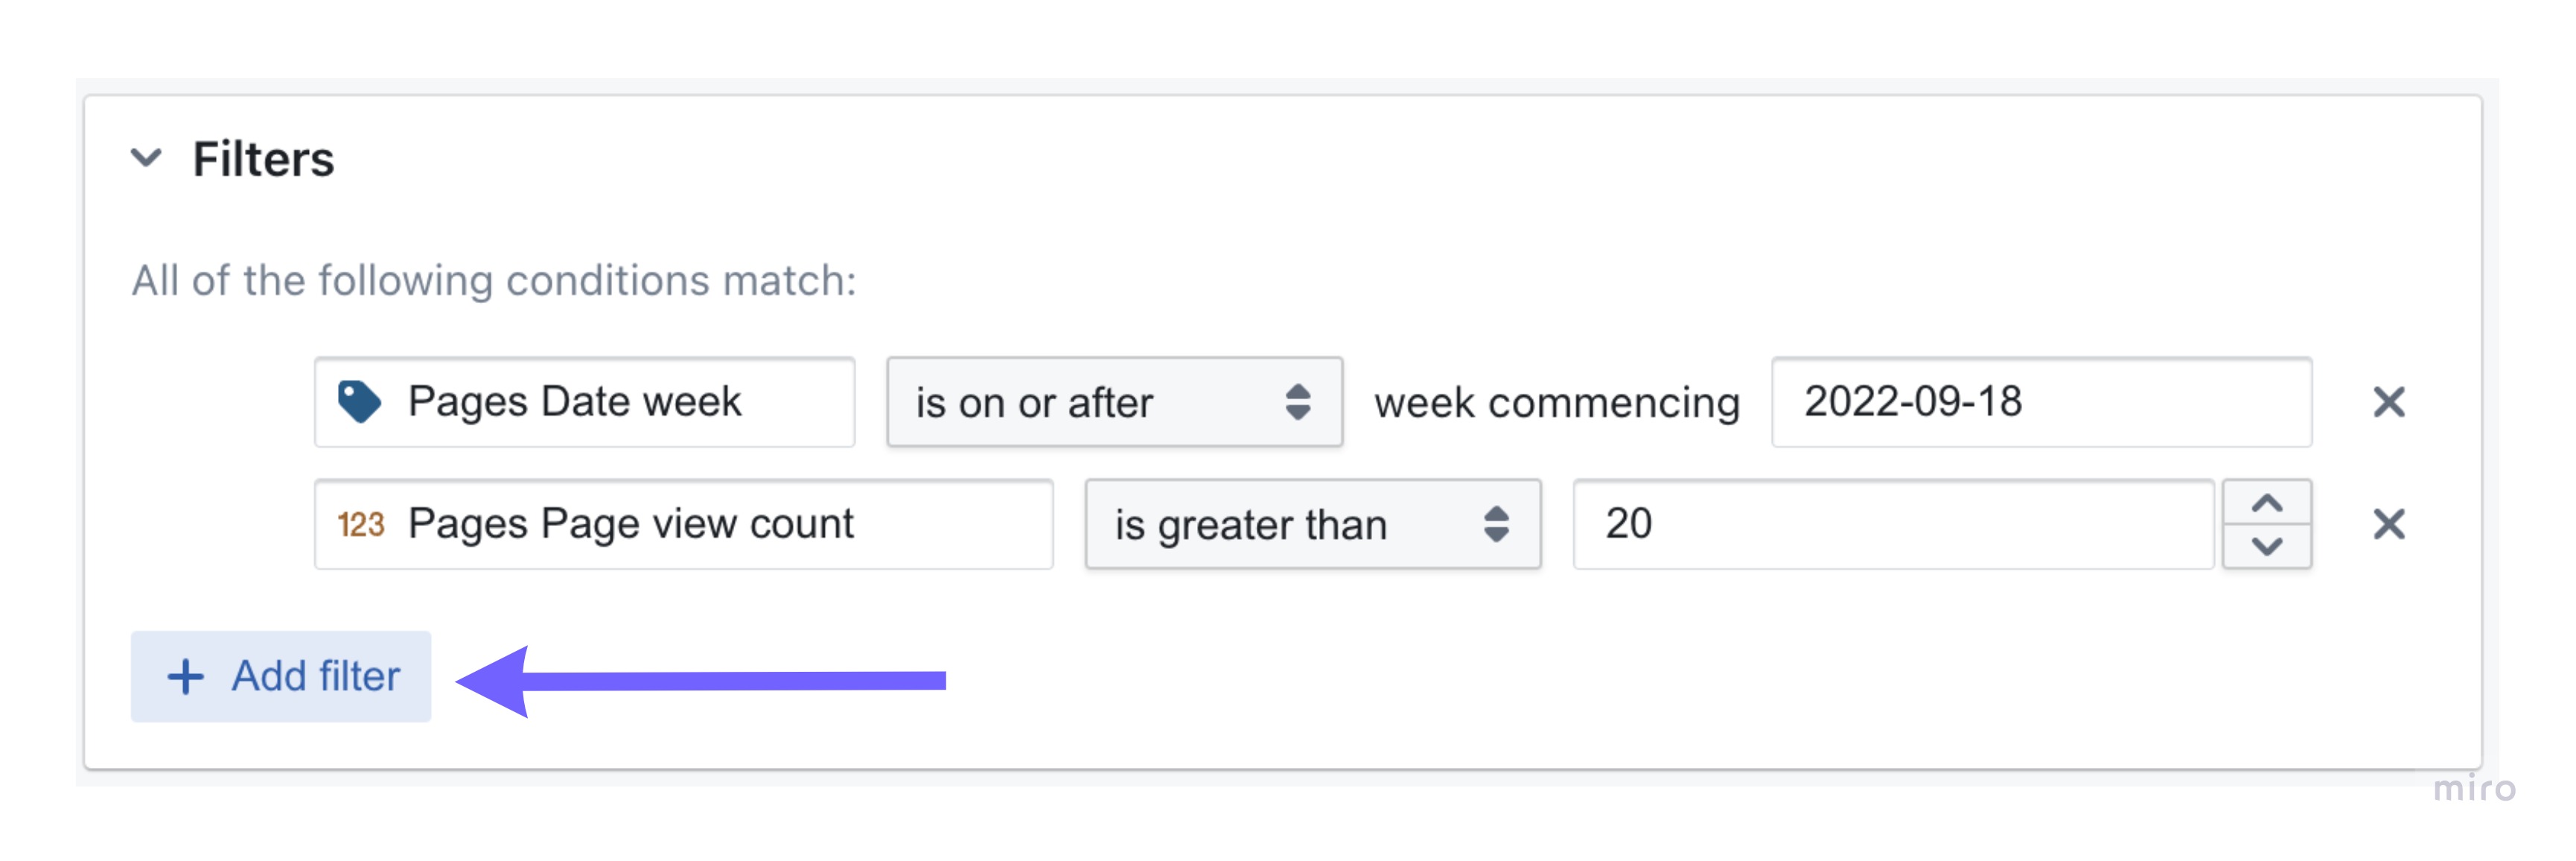 Filters
All of the following conditions match:
Pages Date week is on or after week commencing 2022-09-18
123 Pages Page view count is greater than 20
+ Add filter
miro